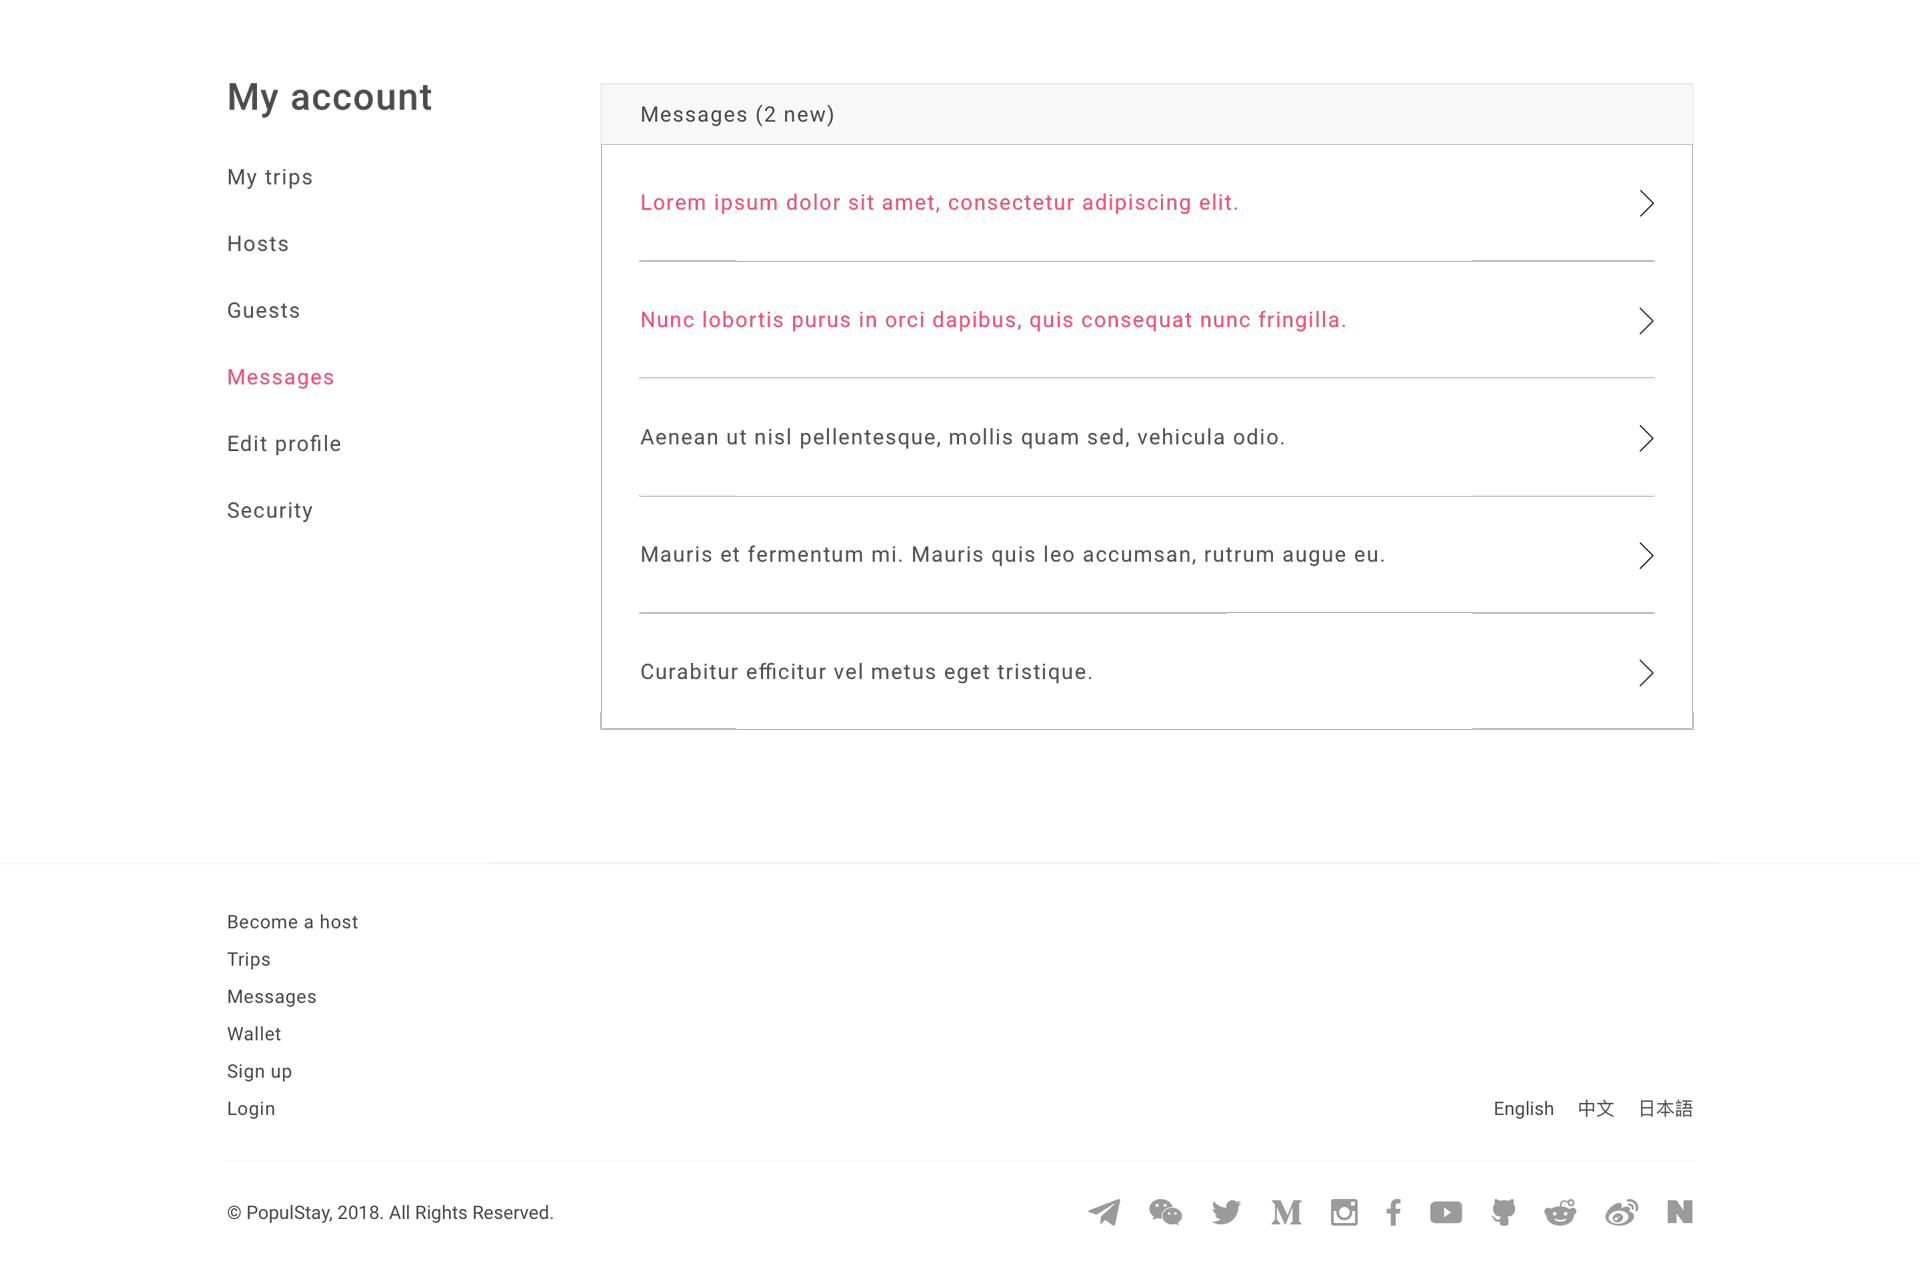 My account
My trips
Hosts
Guests
Messages
Edit profile
Security
Messages (2 new)
Lorem ipsum dolor sit amet, consectetur adipiscing elit.
Nunc lobortis purus in orci dapibus, quis consequat nunc fringilla.
Aenean ut nisl pellentesque, mollis quam sed, vehicula odio.
Mauris et fermentum mi. Mauris quis leo accumsan, rutrum augue eu.
Curabitur efficitur vel metus eget tristique.
Become a host
Trips
Messages
Wallet
Sign up
Login
English 中文 日本語
© PopulStay, 2018. All Rights Reserved.